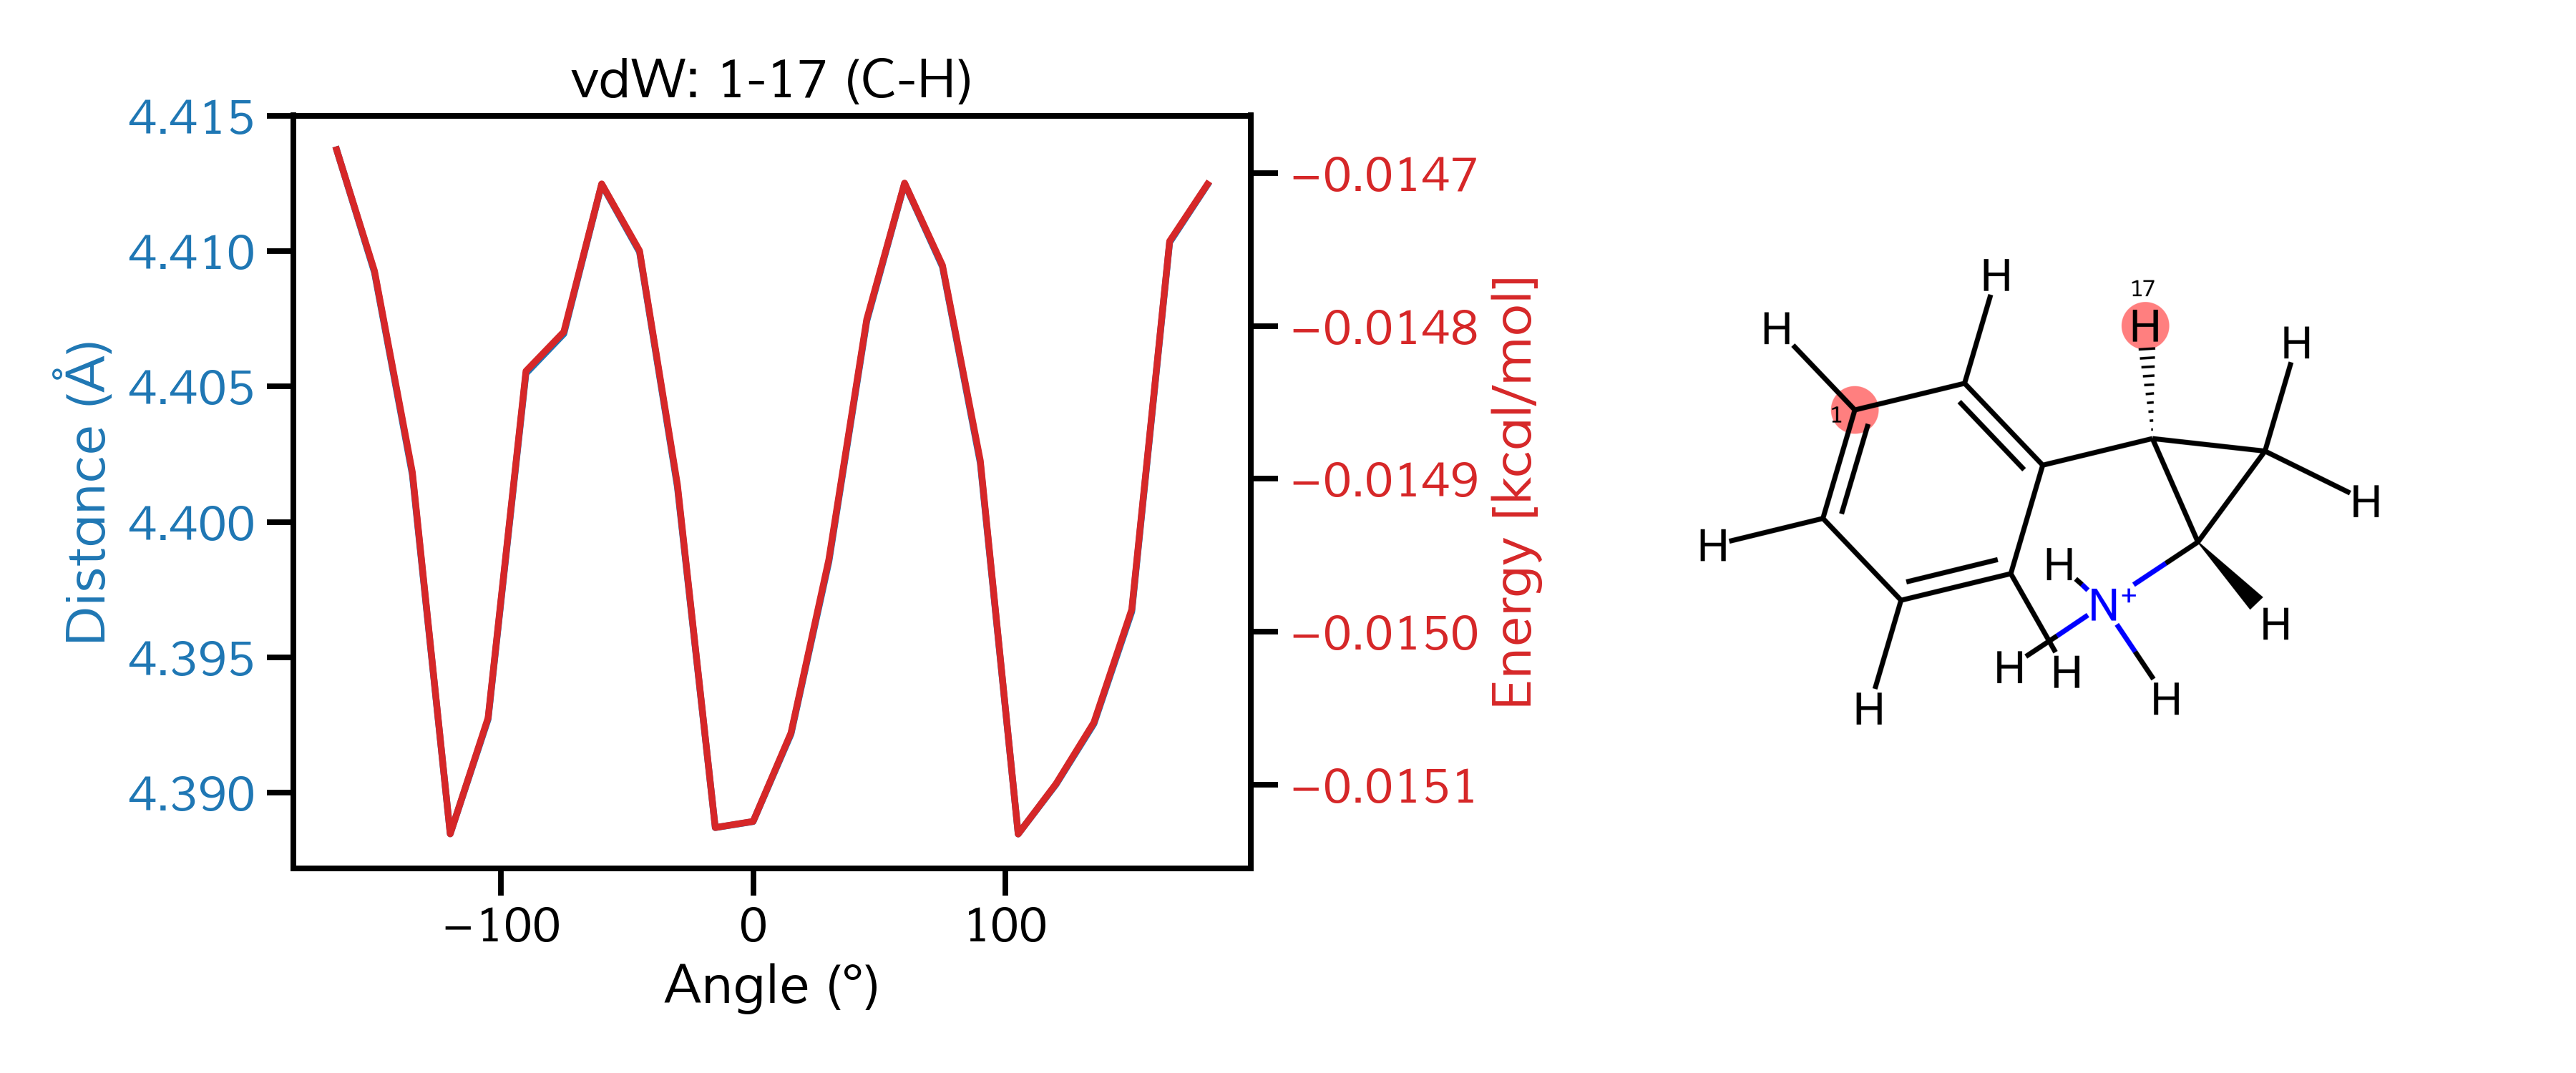 vdW: 1-17 (C-H)
Distance (Å)
4.415
4.410
4.405
4.400
4.395
4.390
−100
0
100
Angle (°)
−0.0147
−0.0148
−0.0149
−0.0150
−0.0151
Energy [kcal/mol]
H
17
H
H
H
1
H
H
H
N+
H
H
H
H
H